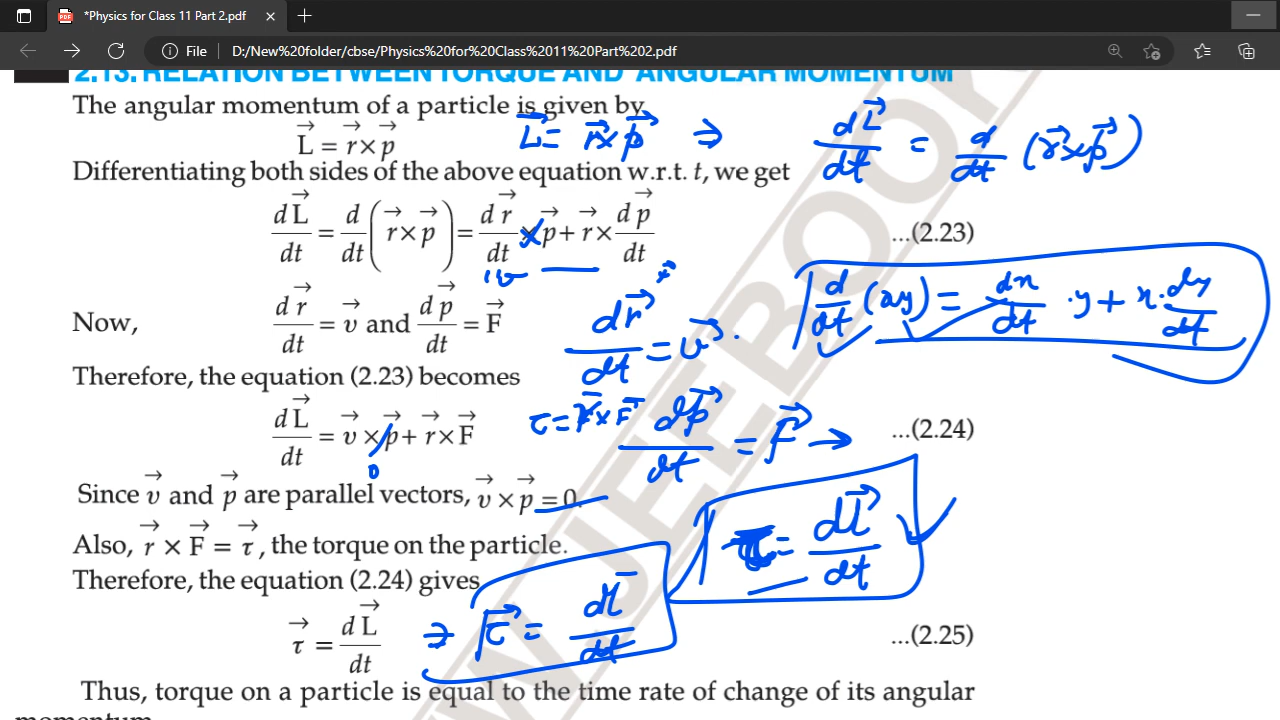 *Physics for Class 11 Part 2.pdf
File D:/New%20folder/cbse/Physics%20for%20Class%2011%20Part%202.pdf
2.13. RELATION BETWEEN TORQUE AND ANGULAR MOMENTUM
The angular momentum of a particle is given by
L⃗ = r⃗ × p⃗
L⃗ = r⃗ × p⃗ ⇒ dL⃗/dt = d/dt (r⃗ × p⃗)
Differentiating both sides of the above equation w.r.t. t, we get
dL⃗/dt = d/dt (r⃗ × p⃗) = dr⃗/dt × p⃗ + r⃗ × dp⃗/dt ...(2.23)
d/dt (xy) = dx/dt · y + x · dy/dt
Now, dr⃗/dt = v⃗ and dp⃗/dt = F⃗
dr⃗/dt = v⃗
Therefore, the equation (2.23) becomes
dL⃗/dt = v⃗ × p⃗ + r⃗ × F⃗ ...(2.24)
0
τ = r⃗ × F⃗ dp⃗/dt = F⃗ →
Since v⃗ and p⃗ are parallel vectors, v⃗ × p⃗ = 0.
Also, r⃗ × F⃗ = τ⃗, the torque on the particle.
τ = dL⃗/dt
Therefore, the equation (2.24) gives
τ⃗ = dL⃗/dt ...(2.25)
⇒ τ⃗ = dL⃗/dt
Thus, torque on a particle is equal to the time rate of change of its angular
momentum